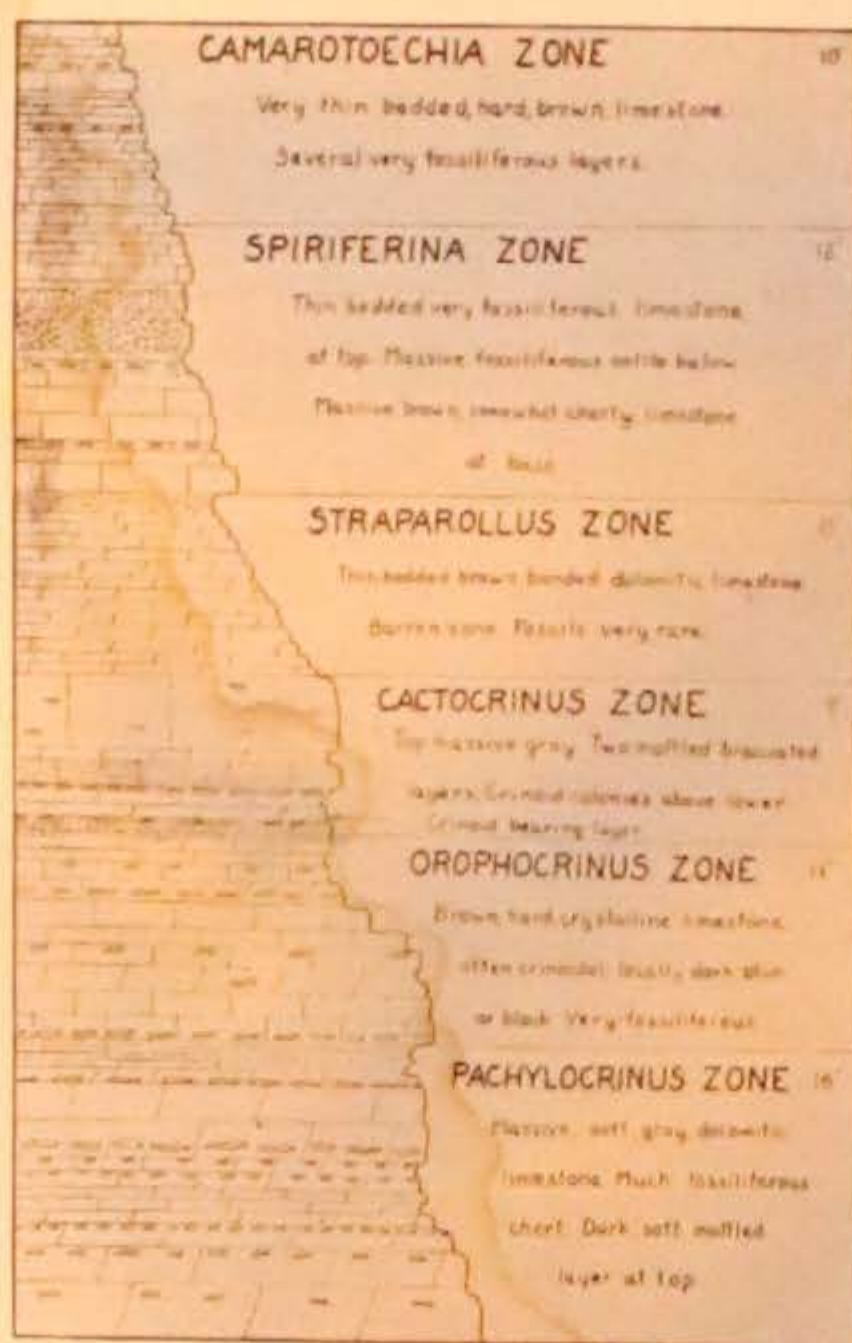 CAMAROTOECHIA ZONE 10'
Very thin bedded, hard, brown, limestone.
Several very fossiliferous layers.
SPIRIFERINA ZONE
Thin bedded very fossiliferous limestone
at top. Massive fossiliferous oolite below
Massive brown, somewhat cherty, limestone
at base
STRAPAROLLUS ZONE
Thin bedded brown banded dolomitic limestone
Barren zone. Fossils very rare.
CACTOCRINUS ZONE
Top massive gray. Two mottled brecciated
layers. Crinoid colonies above lower
Crinoid bearing layer
OROPHOCRINUS ZONE
Brown, hard, crystalline limestone,
often crinoidal locally dark blue
or black. Very fossiliferous
PACHYLOCRINUS ZONE 16'
Massive, soft, gray, dolomitic
limestone. Much fossiliferous
chert. Dark soft mottled
layer at top